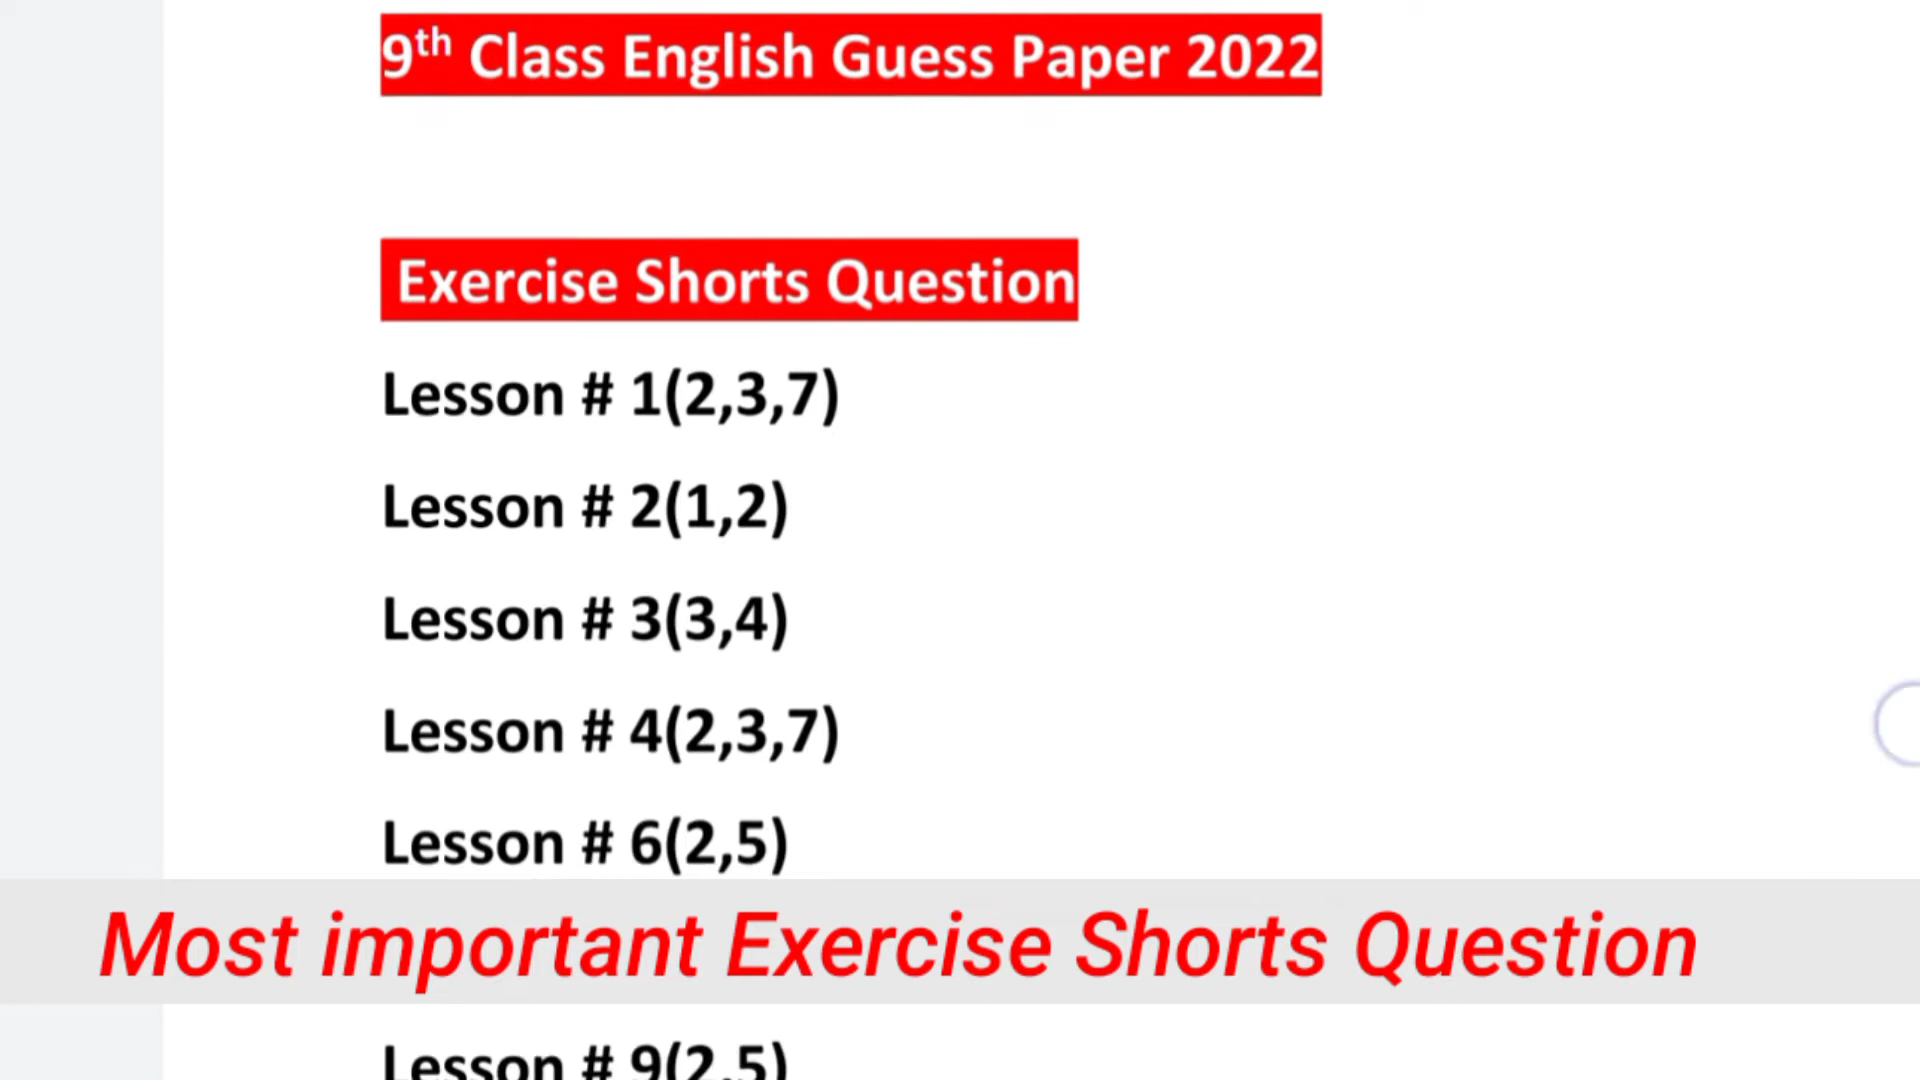 9th Class English Guess Paper 2022
Exercise Shorts Question
Lesson # 1(2,3,7)
Lesson # 2(1,2)
Lesson # 3(3,4)
Lesson # 4(2,3,7)
Lesson # 6(2,5)
Most important Exercise Shorts Question
Lesson # 9(2,5)